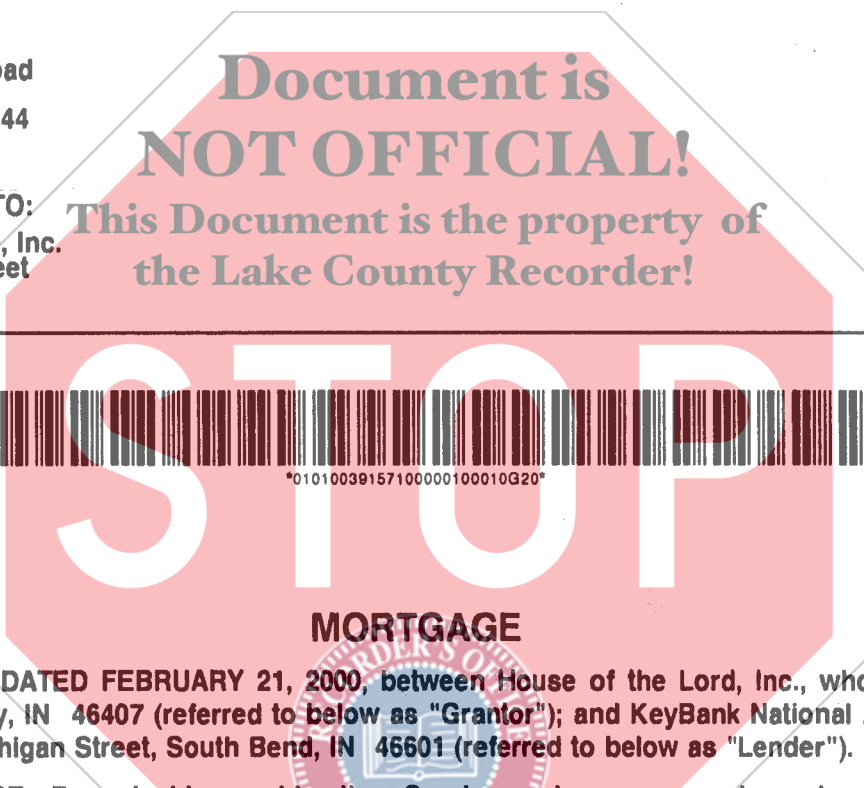 oad
44
Document is
NOT OFFICIAL!
TO:
This Document is the property of
, Inc.
eet
the Lake County Recorder!
STOP
*010100391571000000100010G20*
MORTGAGE
DATED FEBRUARY 21, 2000, between House of the Lord, Inc., who
y, IN 46407 (referred to below as "Grantor"); and KeyBank National
higan Street, South Bend, IN 46601 (referred to below as "Lender").